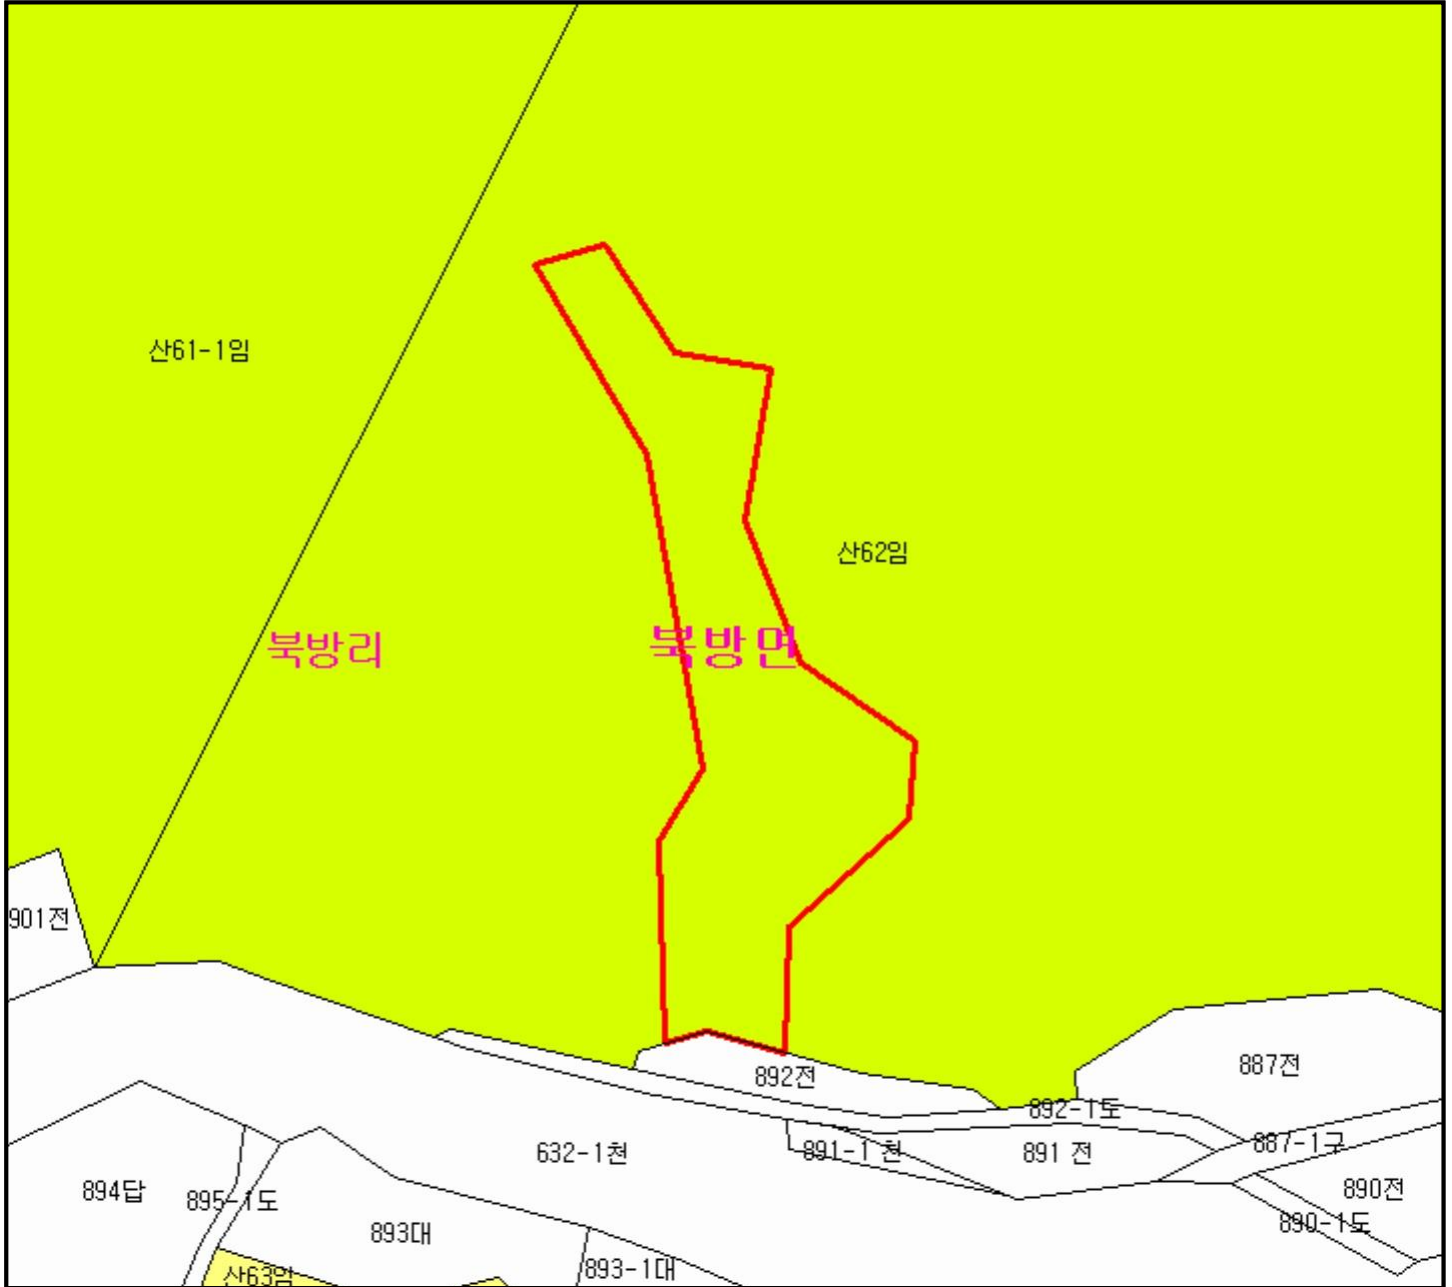 산61-1임
산62임
북방리
북방면
901전
892전
887전
892-1도
632-1천
891-1 천
891 전
887-1구
894답
895-1도
890전
893대
890-1도
893-1대
산63임